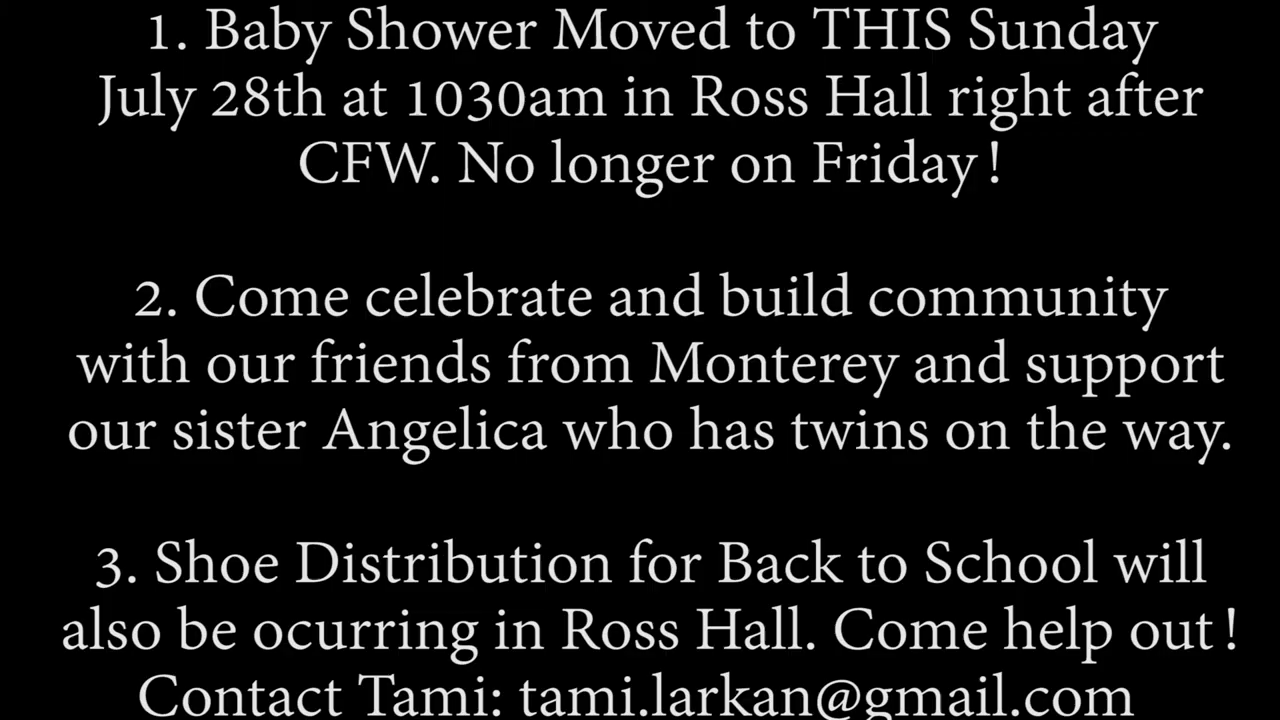 1. Baby Shower Moved to THIS Sunday
July 28th at 1030am in Ross Hall right after
CFW. No longer on Friday!
2. Come celebrate and build community
with our friends from Monterey and support
our sister Angelica who has twins on the way.
3. Shoe Distribution for Back to School will
also be ocurring in Ross Hall. Come help out!
Contact Tami: tami.larkan@gmail.com